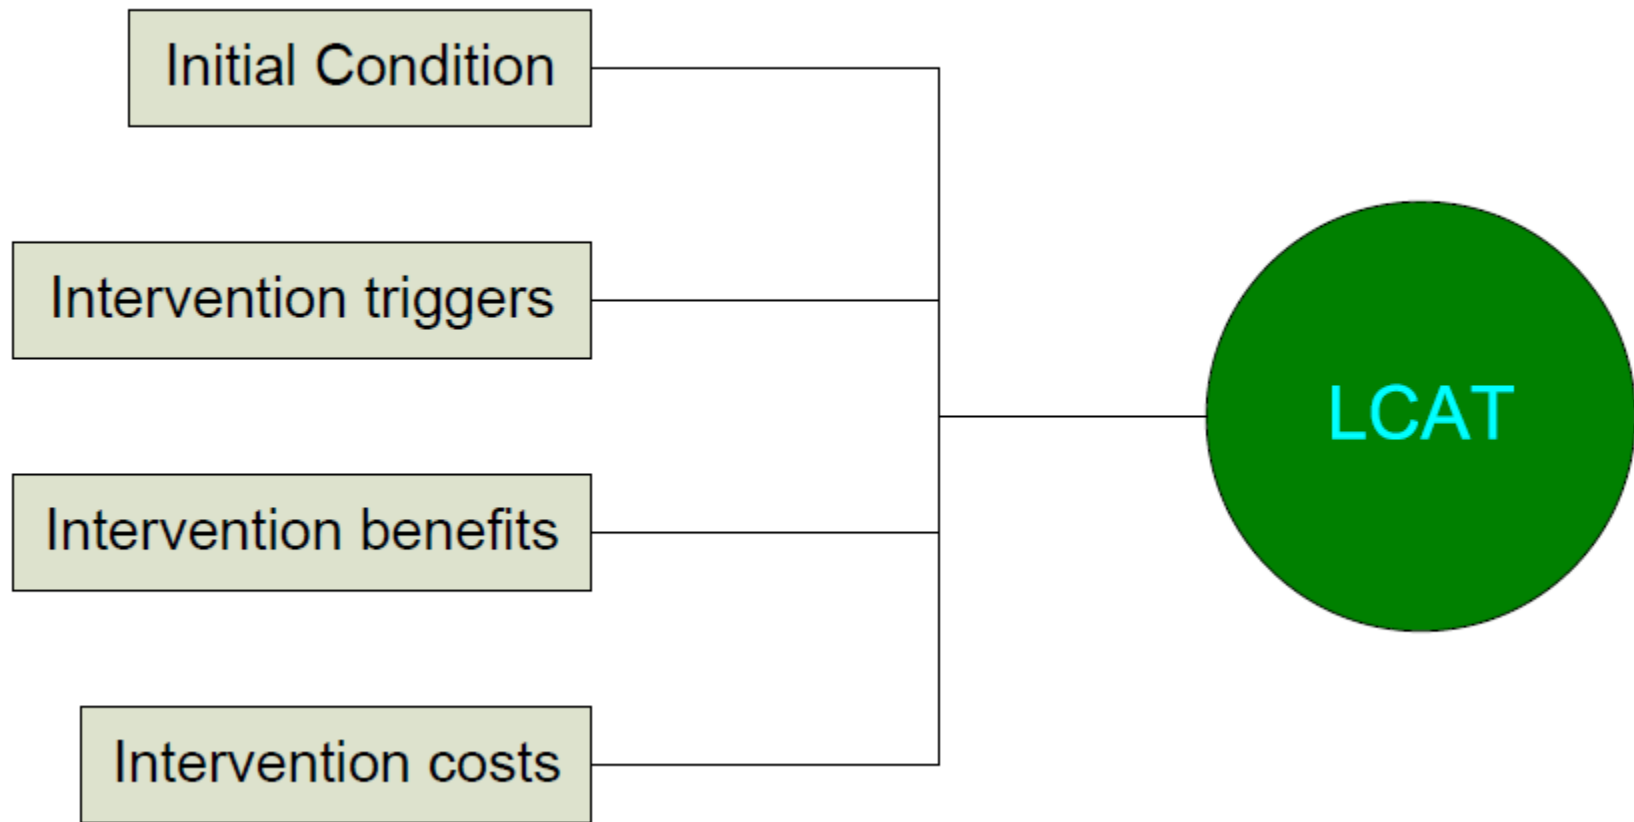 Initial Condition
Intervention triggers
Intervention benefits
Intervention costs
LCAT